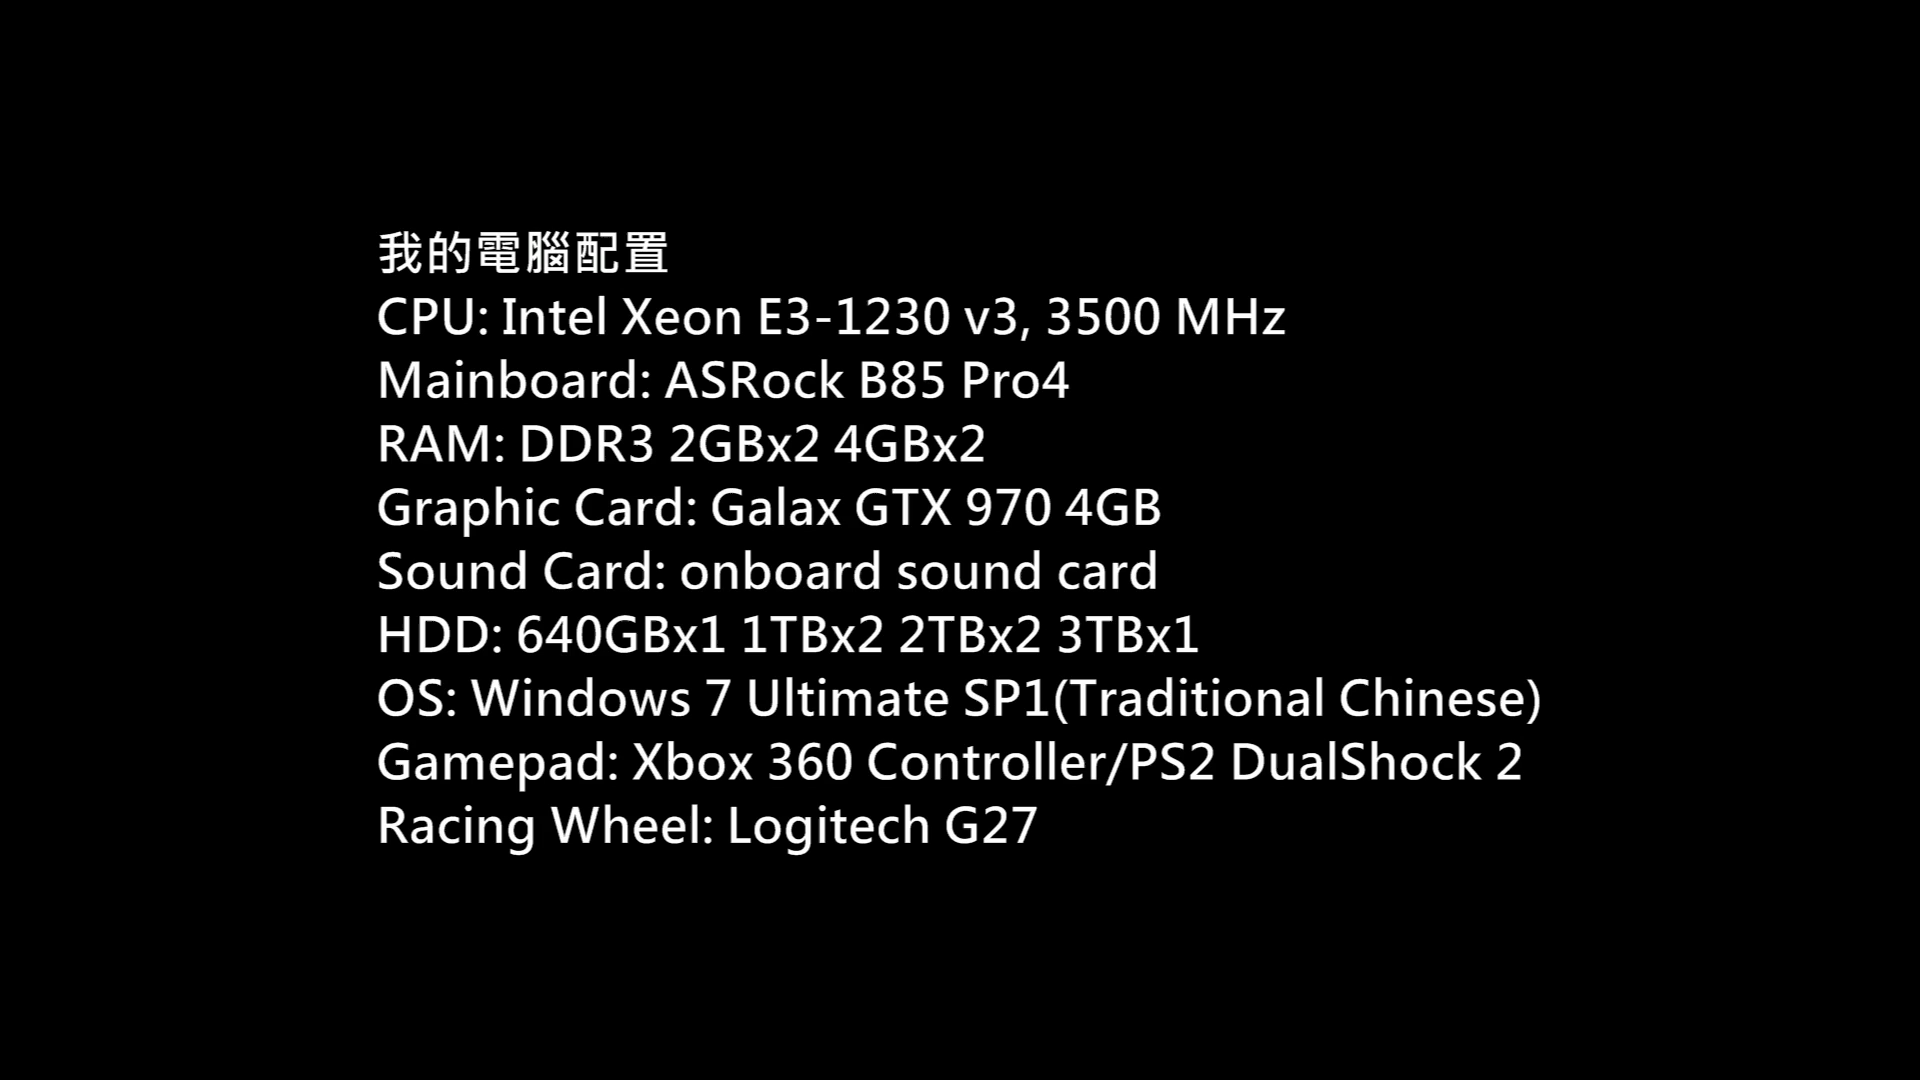 我的電腦配置
CPU: Intel Xeon E3-1230 v3, 3500 MHz
Mainboard: ASRock B85 Pro4
RAM: DDR3 2GBx2 4GBx2
Graphic Card: Galax GTX 970 4GB
Sound Card: onboard sound card
HDD: 640GBx1 1TBx2 2TBx2 3TBx1
OS: Windows 7 Ultimate SP1(Traditional Chinese)
Gamepad: Xbox 360 Controller/PS2 DualShock 2
Racing Wheel: Logitech G27